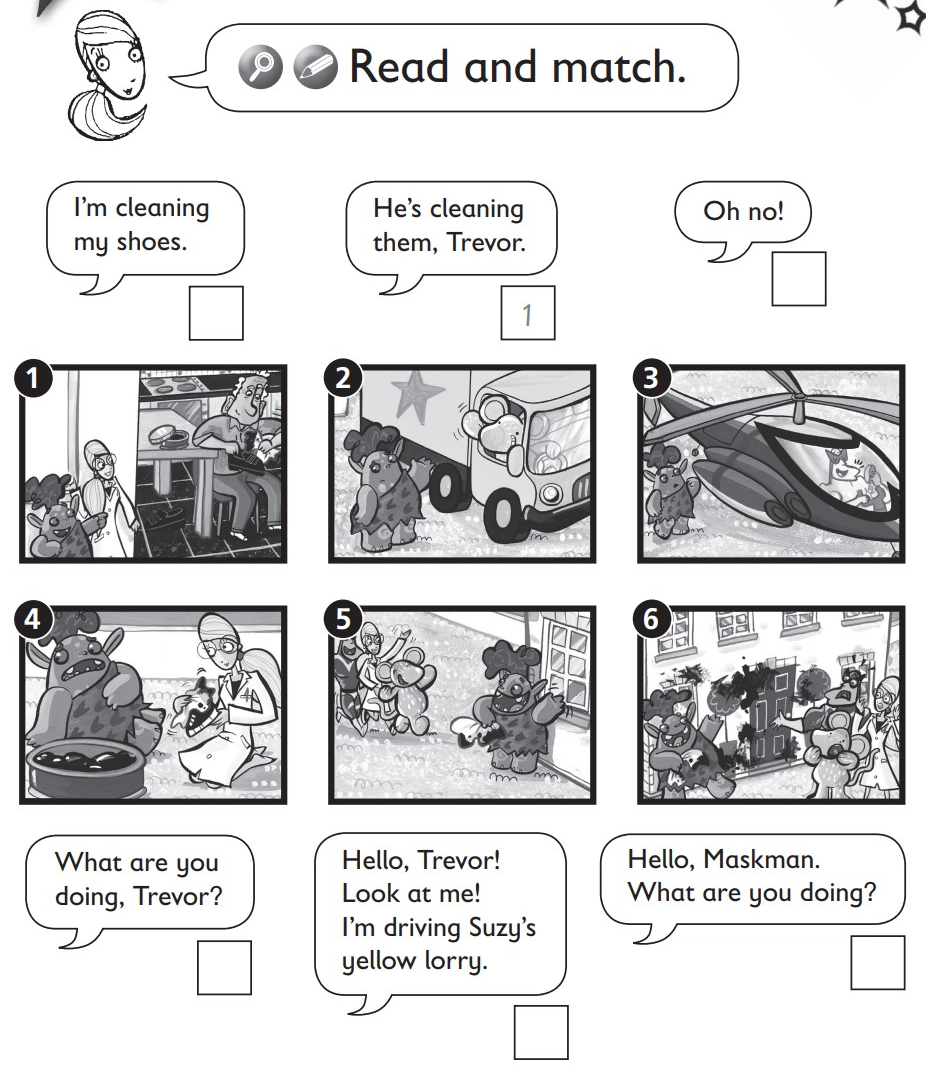 Read and match.
I'm cleaning
my shoes.
He's cleaning
them, Trevor.
Oh no!
1
1
2
3
4
5
6
What are you
doing, Trevor?
Hello, Trevor!
Look at me!
I'm driving Suzy's
yellow lorry.
Hello, Maskman.
What are you doing?